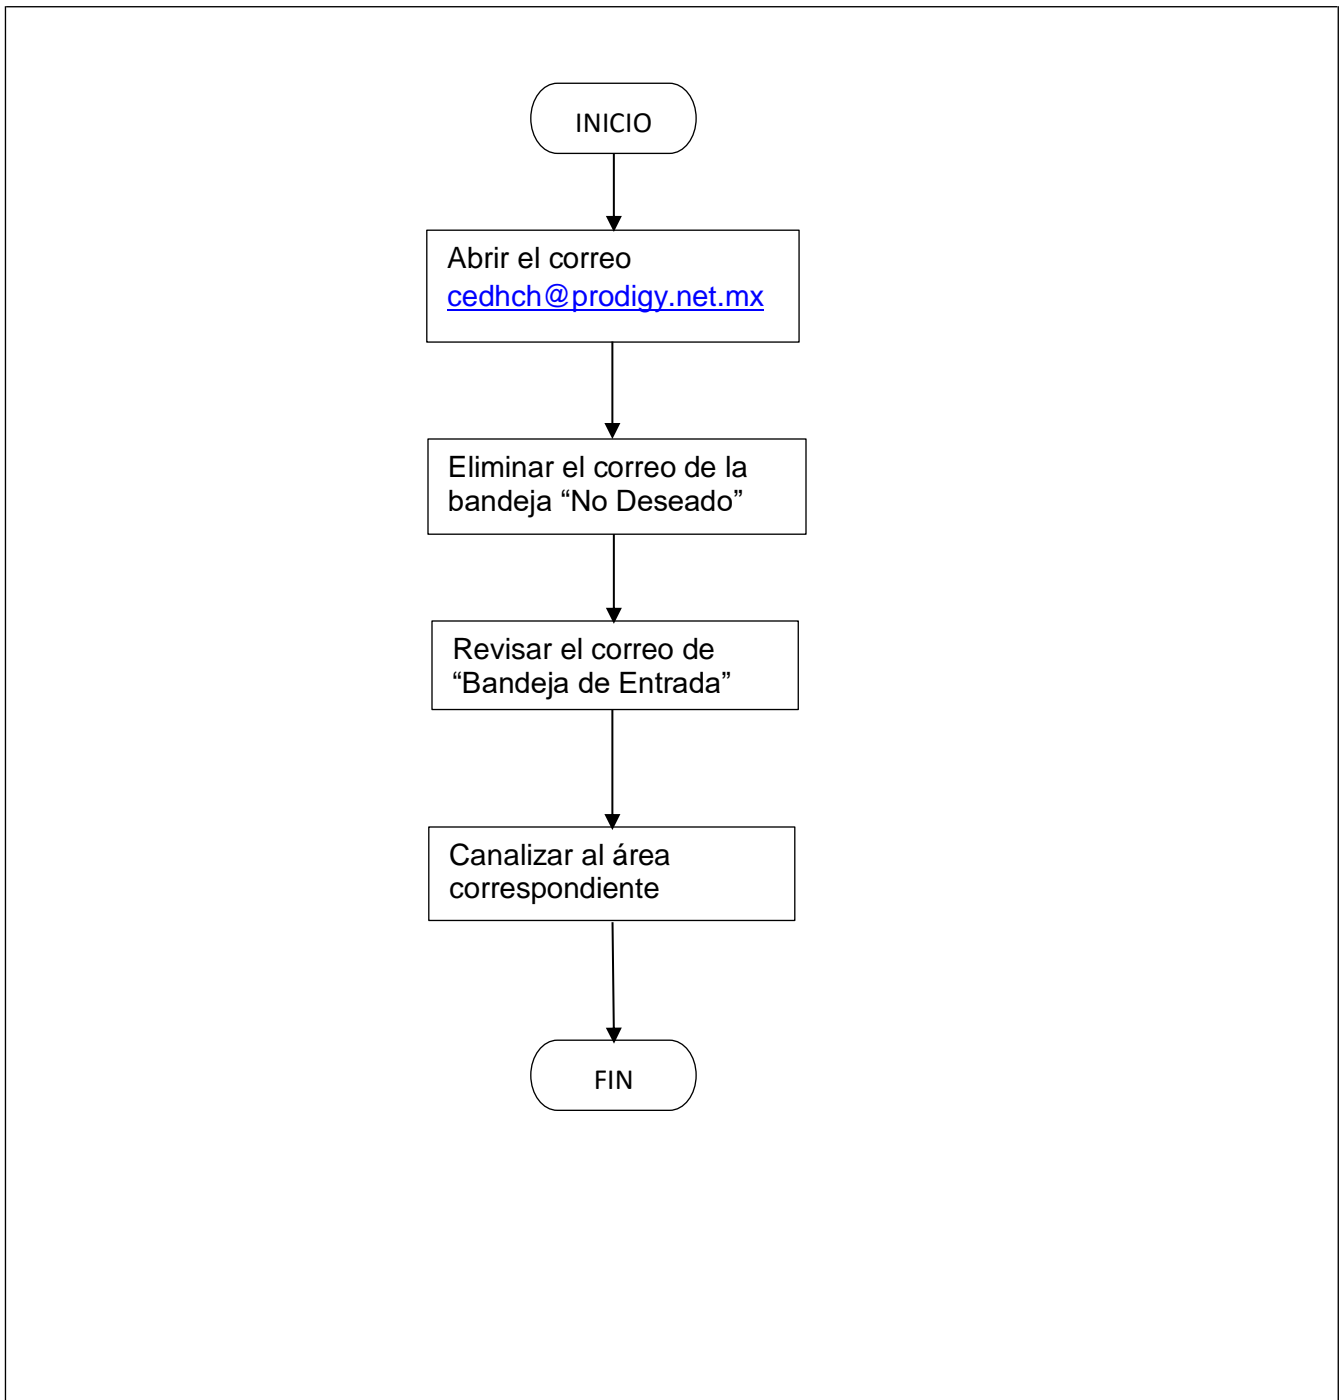 INICIO
Abrir el correo
cedhch@prodigy.net.mx
Eliminar el correo de la
bandeja “No Deseado”
Revisar el correo de
“Bandeja de Entrada”
Canalizar al área
correspondiente
FIN